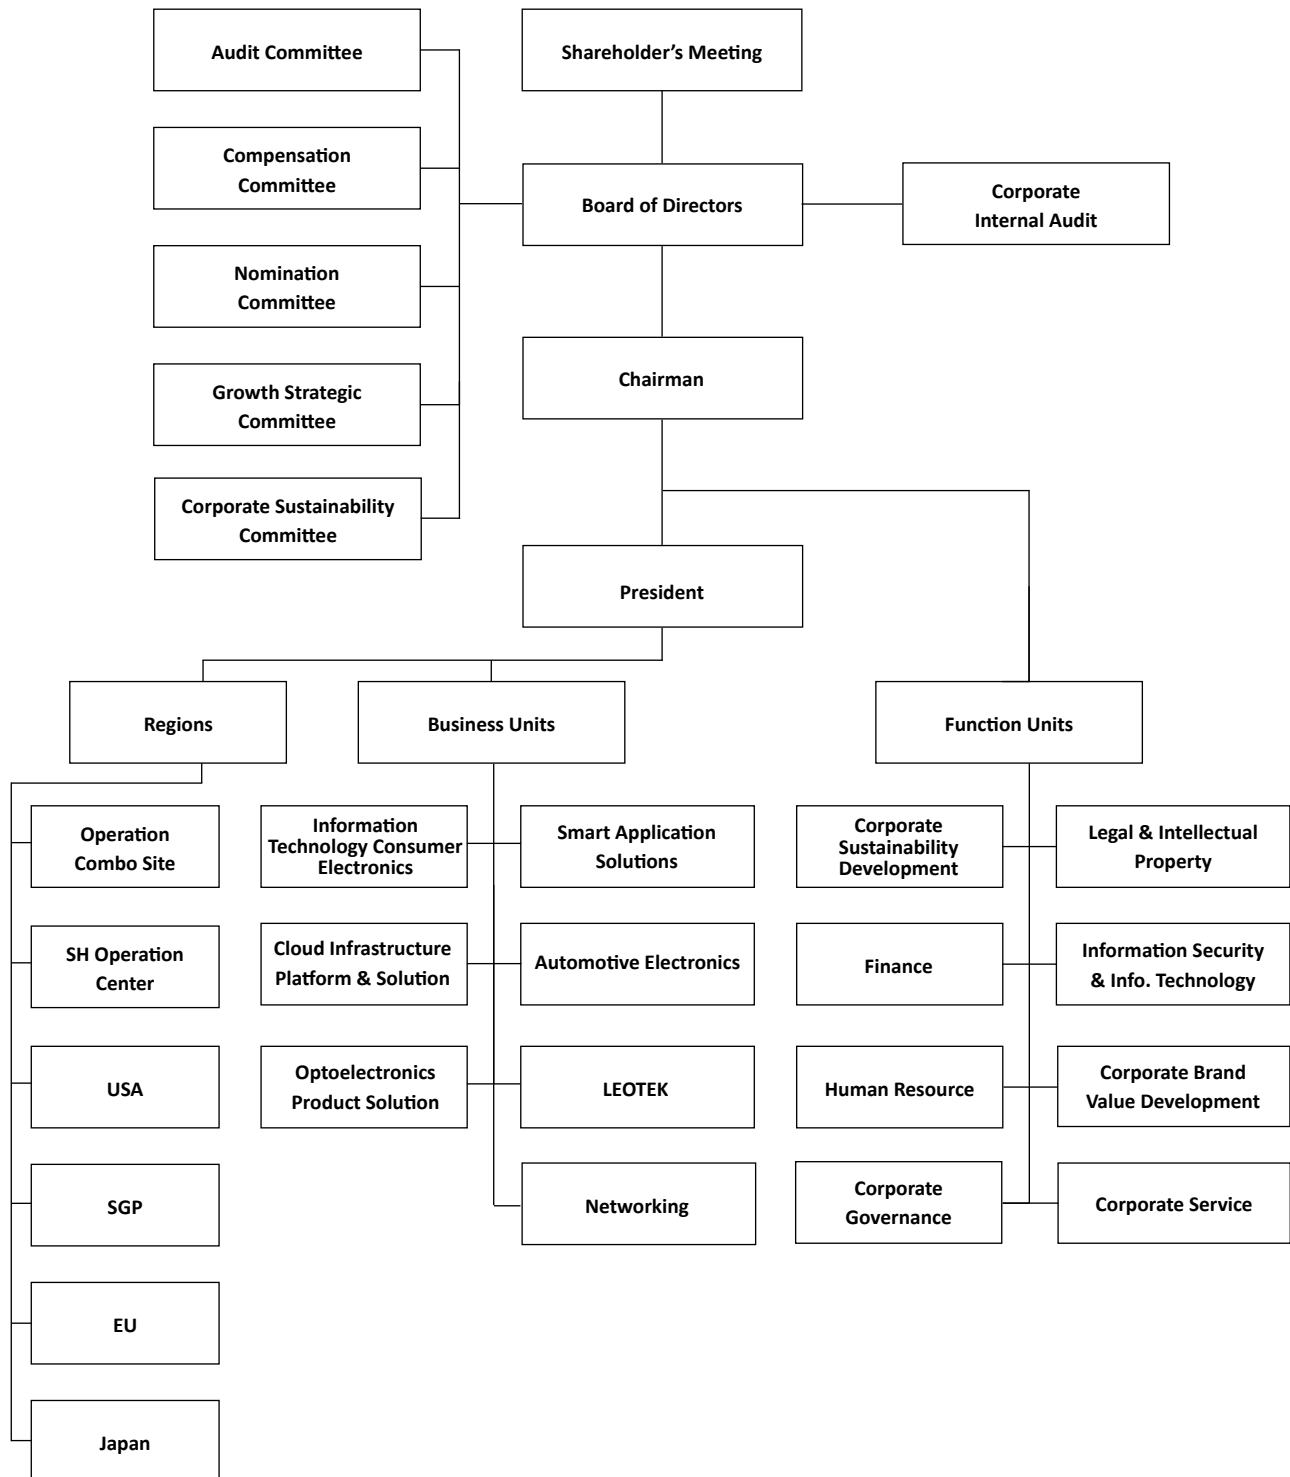 Audit Committee
Shareholder’s Meeting
Compensation
Committee
Board of Directors
Corporate
Internal Audit
Nomination
Committee
Chairman
Growth Strategic
Committee
Corporate Sustainability
Committee
President
Regions
Business Units
Function Units
Operation
Combo Site
Information
Technology Consumer
Electronics
Smart Application
Solutions
Corporate
Sustainability
Development
Legal & Intellectual
Property
SH Operation
Center
Cloud Infrastructure
Platform & Solution
Automotive Electronics
Finance
Information Security
& Info. Technology
USA
Optoelectronics
Product Solution
LEOTEK
Human Resource
Corporate Brand
Value Development
SGP
Networking
Corporate
Governance
Corporate Service
EU
Japan